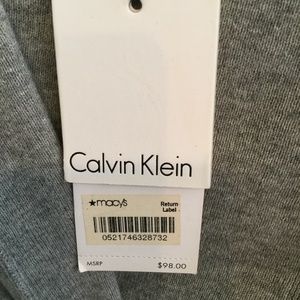 Calvin Klein
★macy's Return
Label
0521746328732
MSRP $98.00